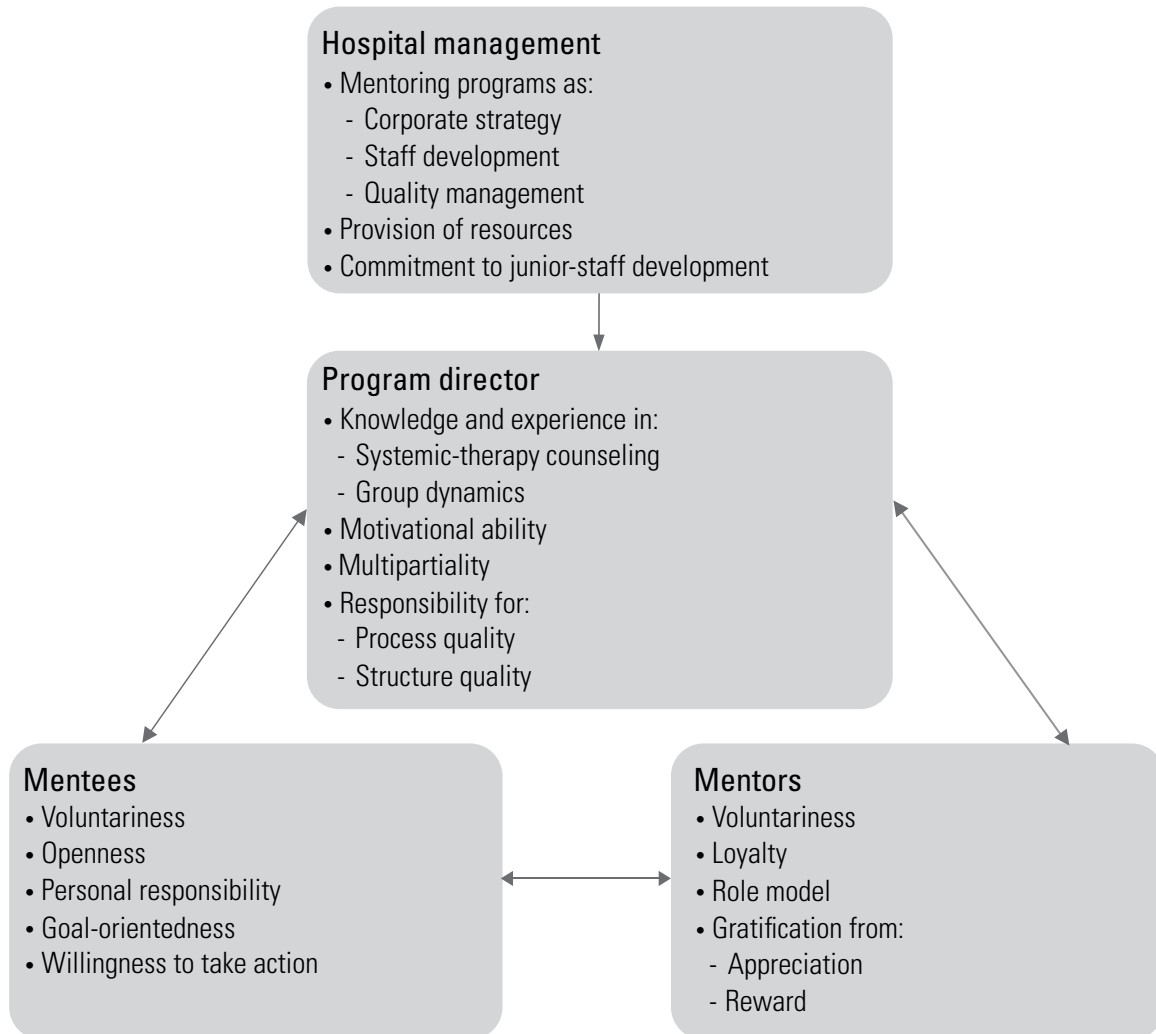 Hospital management
• Mentoring programs as:
- Corporate strategy
- Staff development
- Quality management
• Provision of resources
• Commitment to junior-staff development
Program director
• Knowledge and experience in:
- Systemic-therapy counseling
- Group dynamics
• Motivational ability
• Multipartiality
• Responsibility for:
- Process quality
- Structure quality
Mentees
• Voluntariness
• Openness
• Personal responsibility
• Goal-orientedness
• Willingness to take action
Mentors
• Voluntariness
• Loyalty
• Role model
• Gratification from:
- Appreciation
- Reward